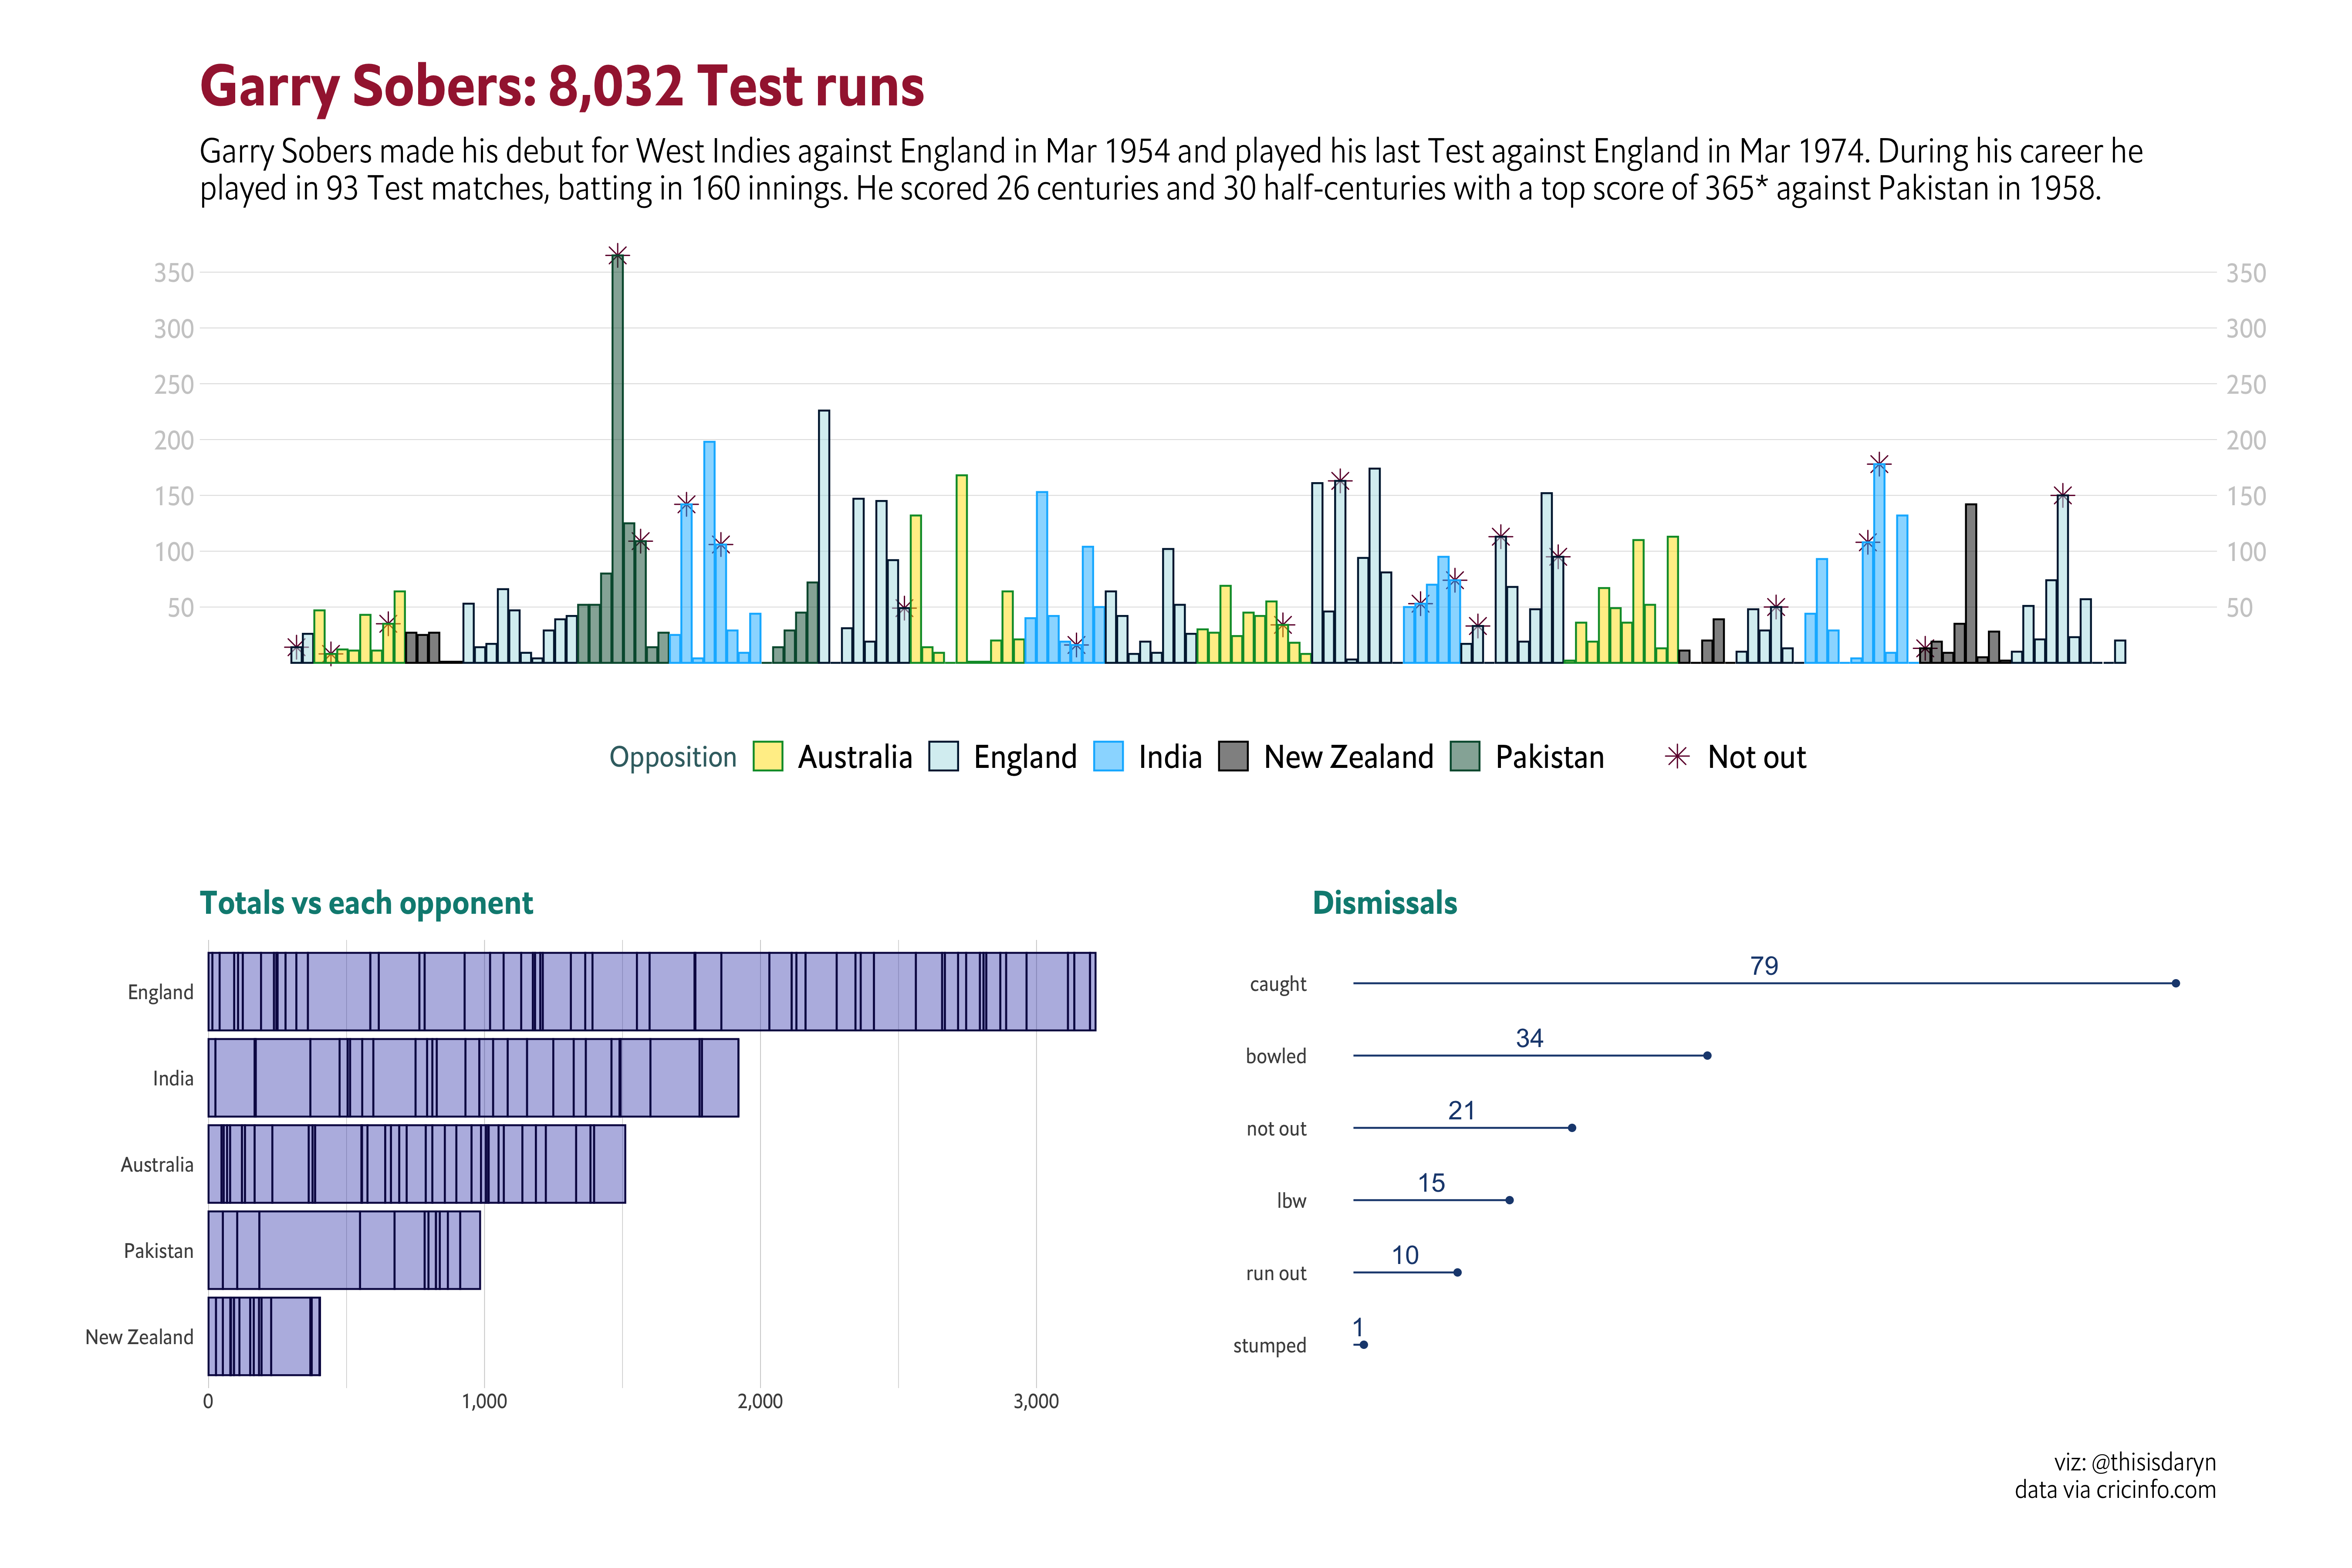 Garry Sobers: 8,032 Test runs
Garry Sobers made his debut for West Indies against England in Mar 1954 and played his last Test against England in Mar 1974. During his career he
played in 93 Test matches, batting in 160 innings. He scored 26 centuries and 30 half-centuries with a top score of 365* against Pakistan in 1958.
350 350
300 300
250 250
200 200
150 150
100 100
50 50
Opposition Australia England India New Zealand Pakistan Not out
Totals vs each opponent
England
India
Australia
Pakistan
New Zealand
0 1,000 2,000 3,000
Dismissals
caught 79
bowled 34
not out 21
lbw 15
run out 10
stumped 1
viz: @thisisdaryn
data via cricinfo.com